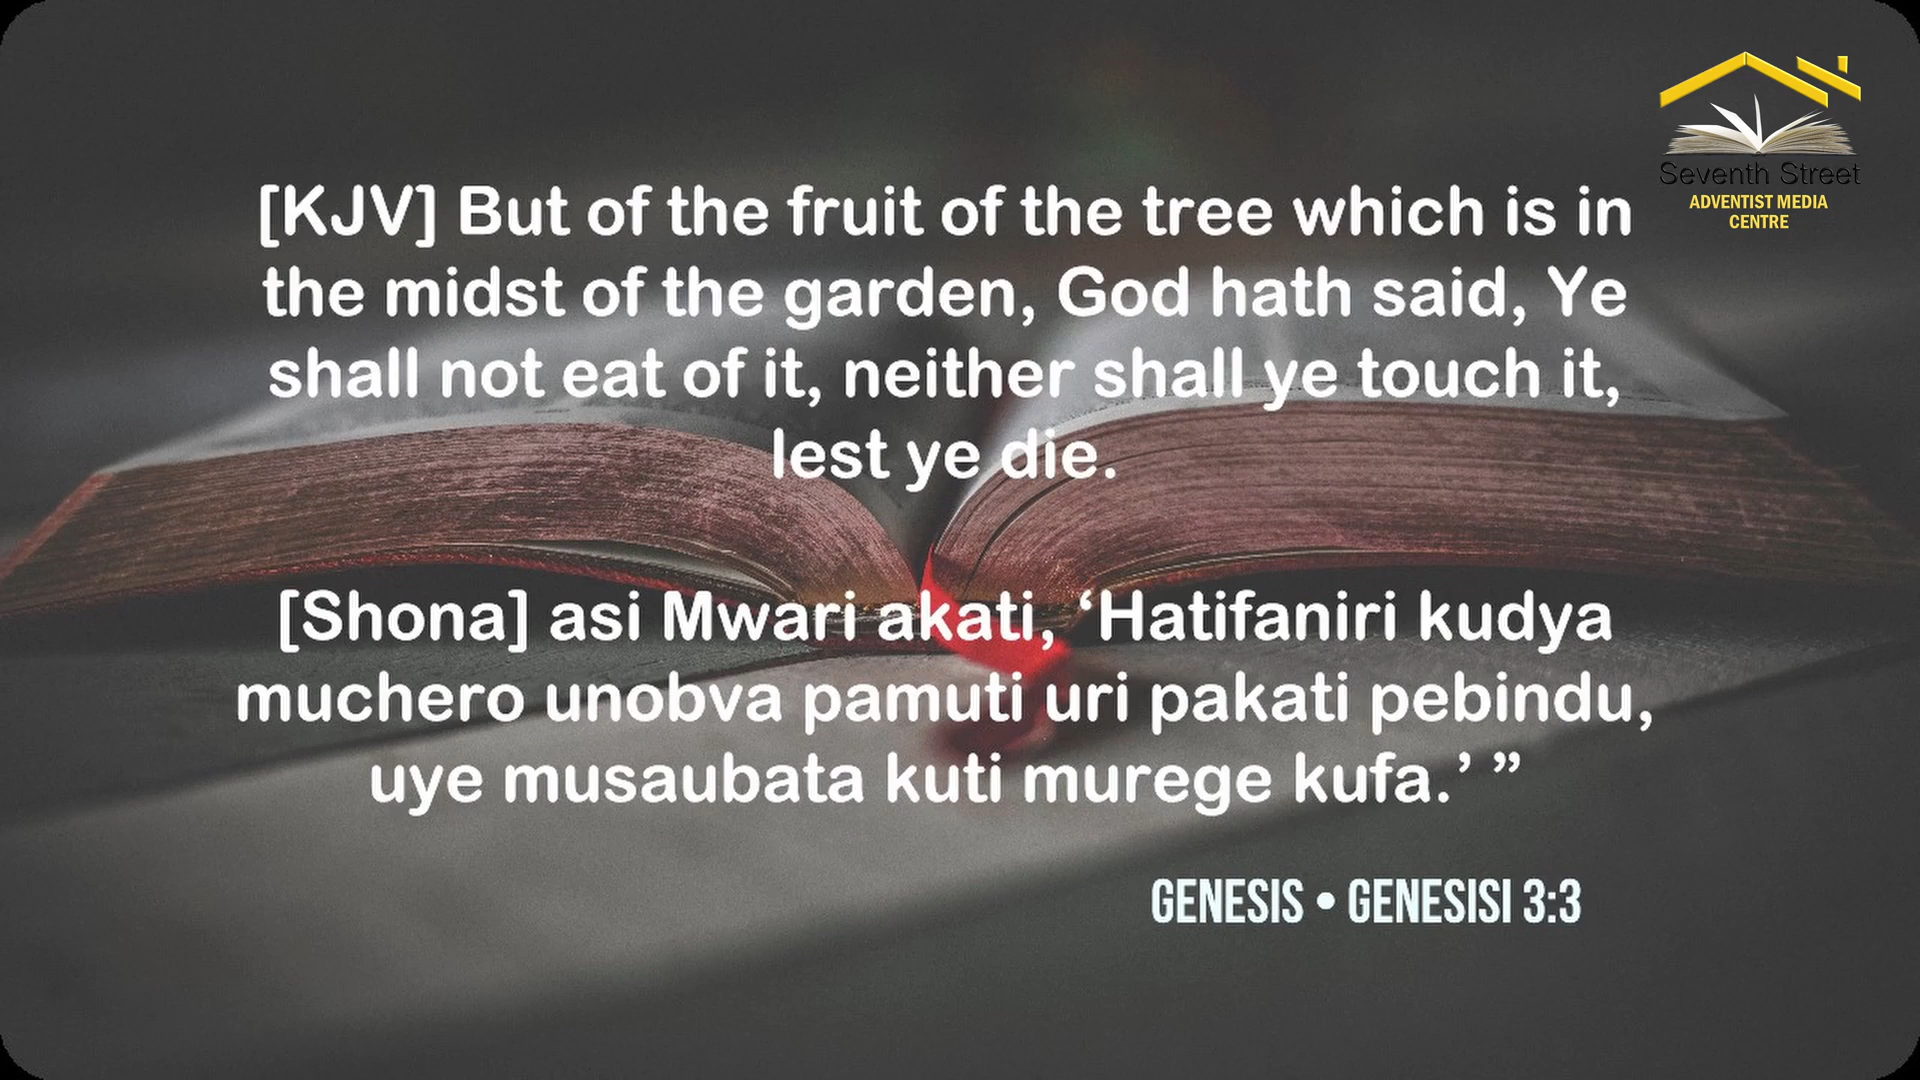 Seventh Street
ADVENTIST MEDIA
CENTRE
[KJV] But of the fruit of the tree which is in
the midst of the garden, God hath said, Ye
shall not eat of it, neither shall ye touch it,
lest ye die.
[Shona] asi Mwari akati, ‘Hatifaniri kudya
muchero unobva pamuti uri pakati pebindu,
uye musaubata kuti murege kufa.’ ”
GENESIS • GENESISI 3:3